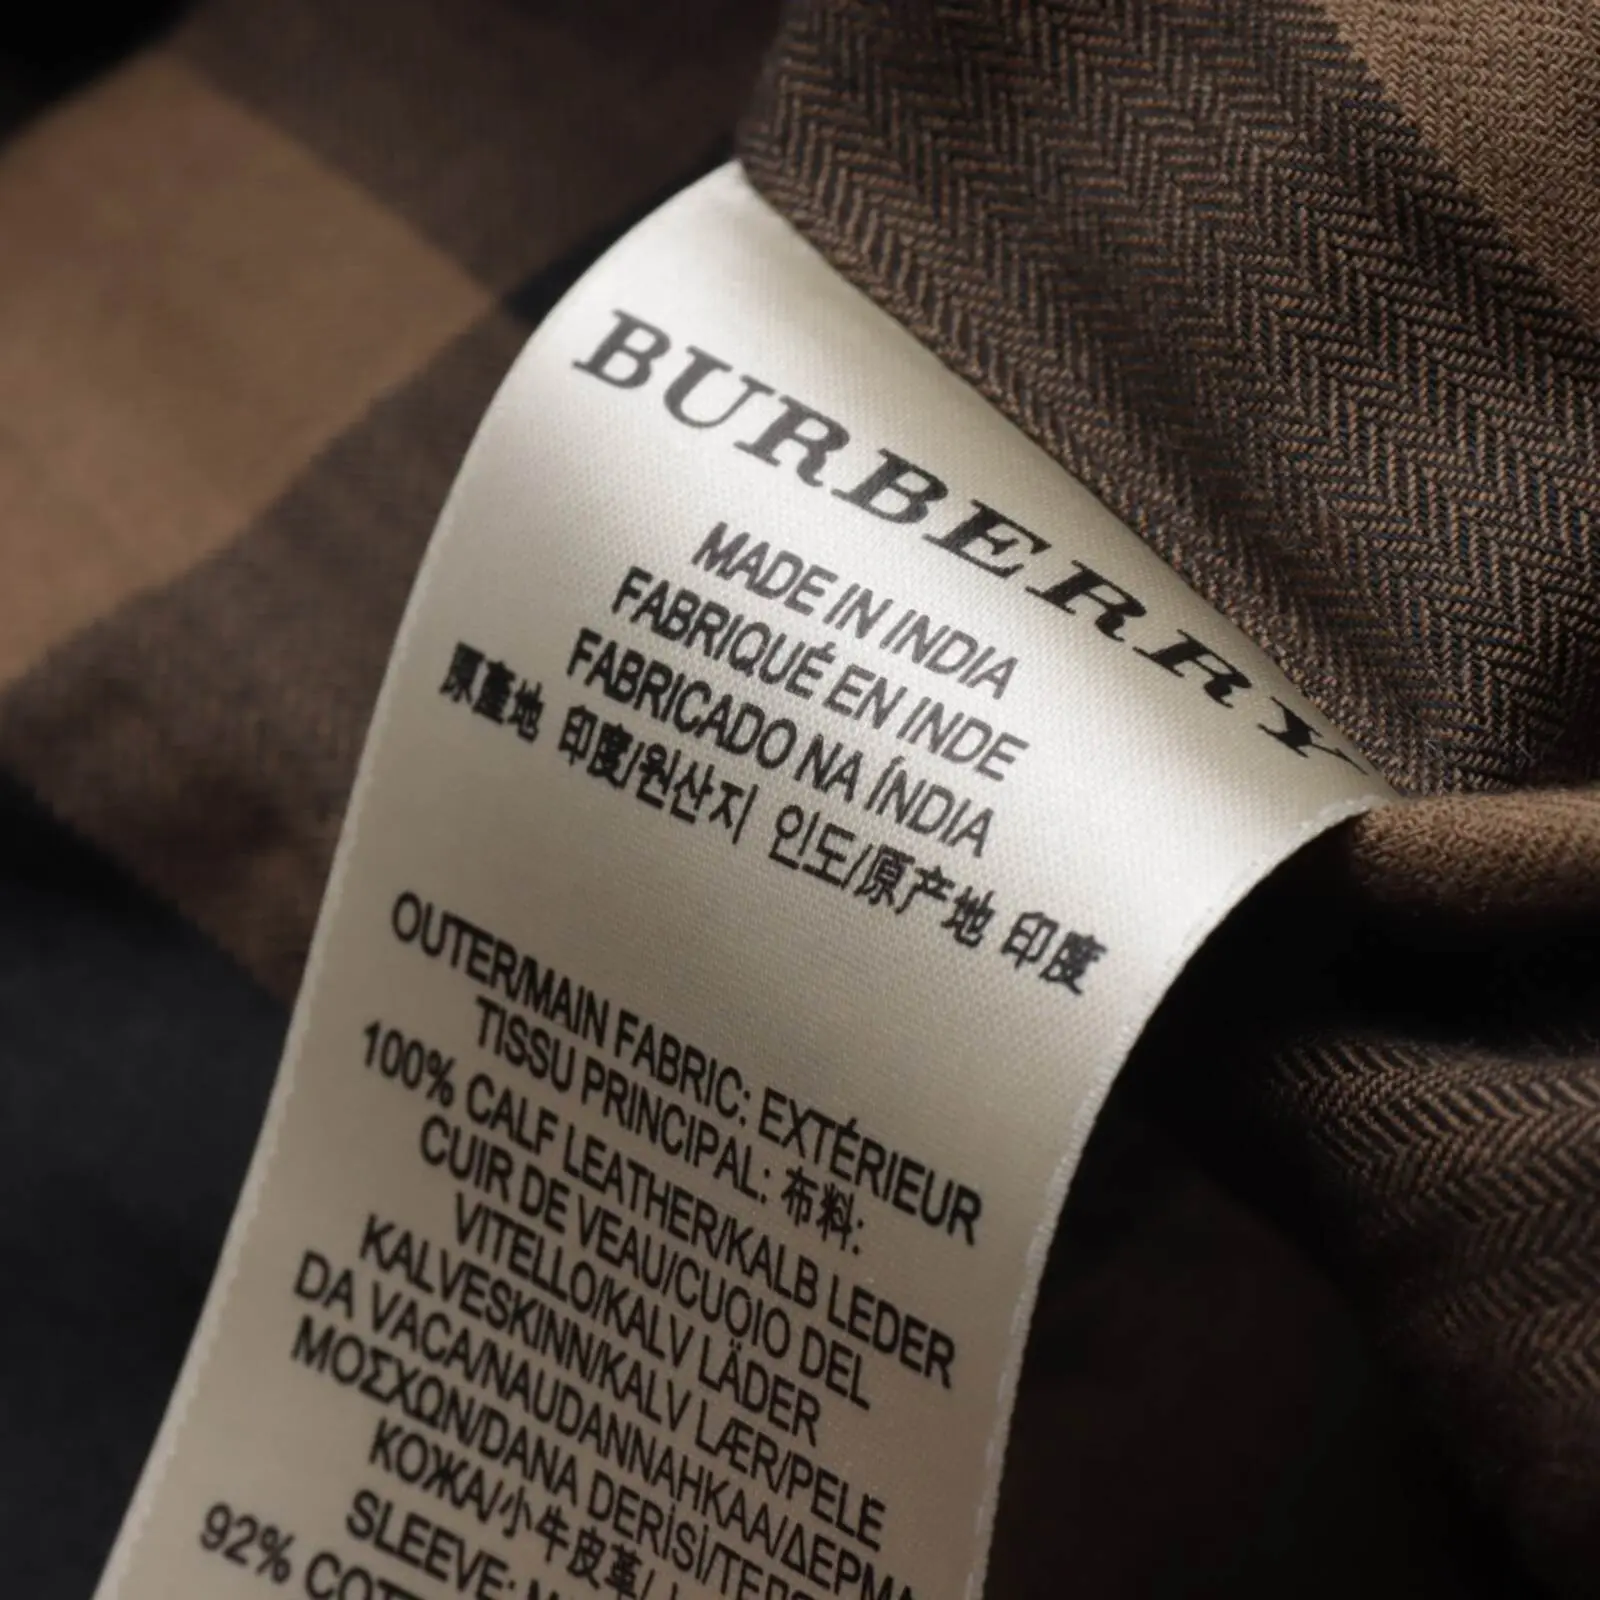 BURBERRY
MADE IN INDIA
FABRIQUÉ EN INDE
FABRICADO NA ÍNDIA
原產地 印度/원산지 인도/原产地 印度
OUTER/MAIN FABRIC: EXTÉRIEUR
TISSU PRINCIPAL: 布料:
100% CALF LEATHER/KALB LEDER
CUIR DE VEAU/CUOIO DEL
VITELLO/KALV LÄDER
KALVESKINN/KALV LÆR/PELE
DA VACA/NAUDANNAHKAA/ΔΕΡΜΑ
ΜΟΣΧΩΝ/DANA DERİSİ/ТЕЛ
КОЖА/小牛皮革/
SLEEVE:
92%